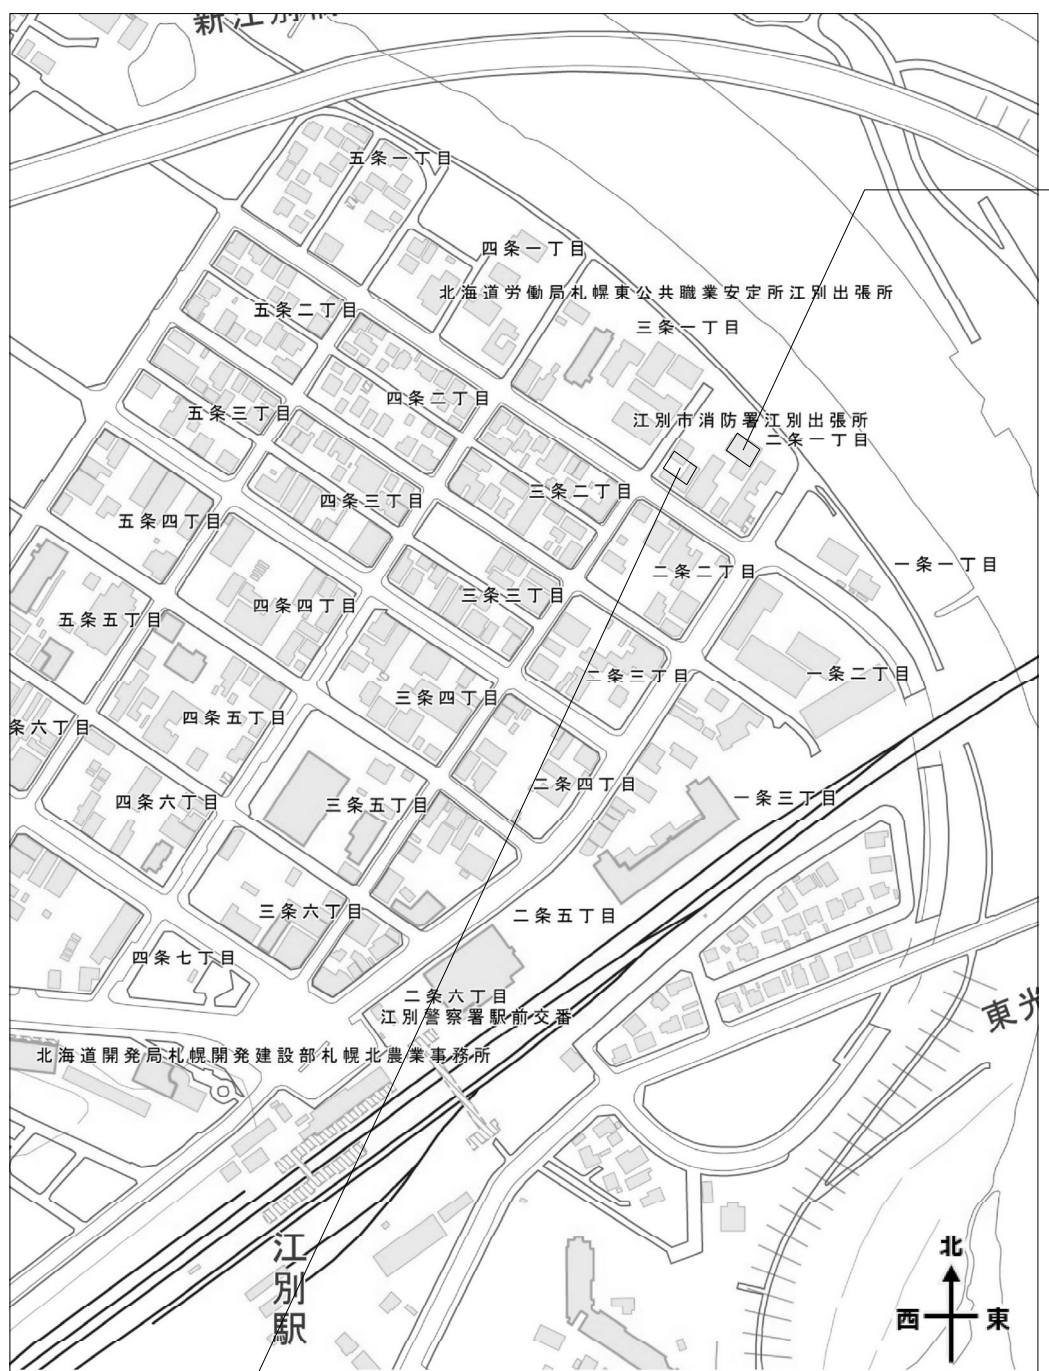 新江別橋
五条一丁目
四条一丁目
北海道労働局札幌東公共職業安定所江別出張所
五条二丁目
三条一丁目
四条二丁目
五条三丁目
江別市消防署江別出張所
二条一丁目
三条二丁目
四条三丁目
五条四丁目
一条一丁目
二条二丁目
三条三丁目
四条四丁目
五条五丁目
二条三丁目
一条二丁目
三条四丁目
四条五丁目
条六丁目
二条四丁目
一条三丁目
四条六丁目
三条五丁目
三条六丁目
二条五丁目
四条七丁目
二条六丁目
江別警察署駅前交番
東光
北海道開発局札幌開発建設部札幌北農業事務所
江別駅
北
西
東